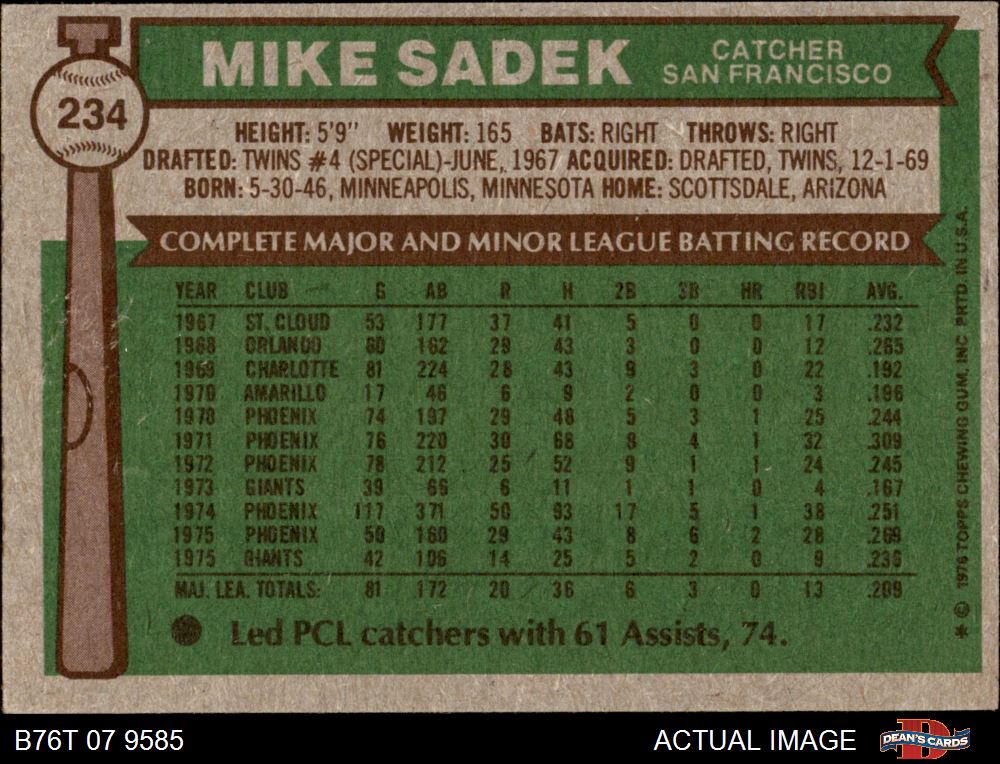 234
MIKE SADEK
CATCHER
SAN FRANCISCO
HEIGHT: 5'9" WEIGHT: 165 BATS: RIGHT THROWS: RIGHT
DRAFTED: TWINS #4 (SPECIAL)-JUNE, 1967 ACQUIRED: DRAFTED, TWINS, 12-1-69
BORN: 5-30-46, MINNEAPOLIS, MINNESOTA HOME: SCOTTSDALE, ARIZONA
COMPLETE MAJOR AND MINOR LEAGUE BATTING RECORD
YEAR CLUB G AB R H 2B 3B HR RBI AVG.
1967 ST. CLOUD 53 177 37 41 5 0 0 17 .232
1968 ORLANDO 60 162 29 43 3 0 0 12 .265
1969 CHARLOTTE 81 224 28 43 9 3 0 22 .192
1970 AMARILLO 17 46 6 9 2 0 0 3 .196
1970 PHOENIX 74 197 29 48 5 3 1 25 .244
1971 PHOENIX 76 220 30 68 8 4 1 32 .309
1972 PHOENIX 78 212 25 52 9 1 1 24 .245
1973 GIANTS 39 66 6 11 1 1 0 4 .167
1974 PHOENIX 117 371 50 93 17 5 1 38 .251
1975 PHOENIX 50 160 29 43 8 6 2 28 .269
1975 GIANTS 42 106 14 25 5 2 0 9 .236
MAJ. LEA. TOTALS: 81 172 20 36 6 3 0 13 .209
Led PCL catchers with 61 Assists, 74.
* © 1976 TOPPS CHEWING GUM, INC PRTD. IN U.S.A.
B76T 07 9585
ACTUAL IMAGE
D
DEAN'S CARDS